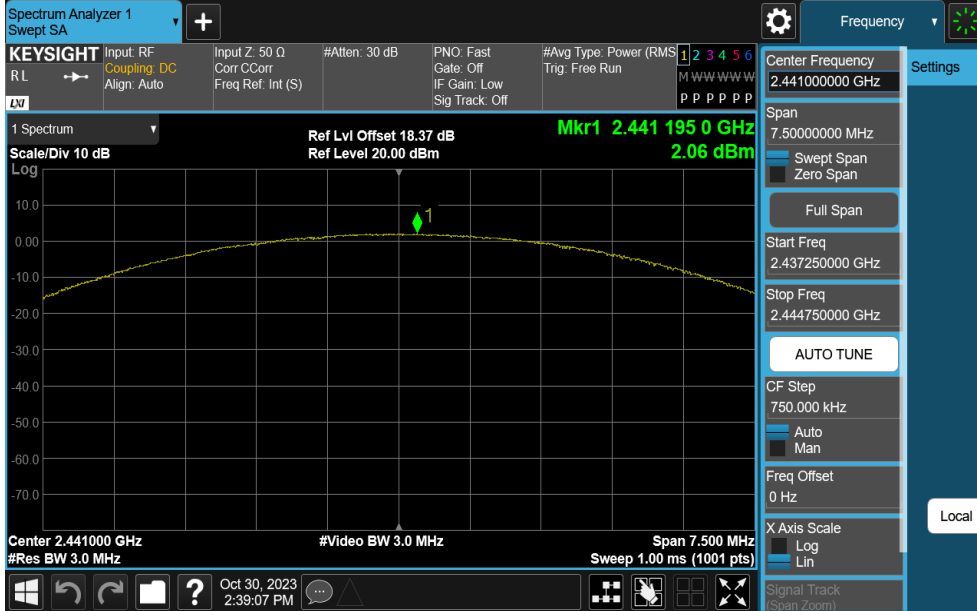 Spectrum Analyzer 1
Swept SA
+
Frequency
KEYSIGHT
RL
LXI
Input: RF
Coupling: DC
Align: Auto
Input Z: 50 Ω
Corr CCorr
Freq Ref: Int (S)
#Atten: 30 dB
PNO: Fast
Gate: Off
IF Gain: Low
Sig Track: Off
#Avg Type: Power (RMS
Trig: Free Run
1 2 3 4 5 6
M W W W W W
P P P P P P
Center Frequency
2.441000000 GHz
Settings
Span
7.50000000 MHz
Swept Span
Zero Span
Full Span
Start Freq
2.437250000 GHz
Stop Freq
2.444750000 GHz
AUTO TUNE
CF Step
750.000 kHz
Auto
Man
Freq Offset
0 Hz
X Axis Scale
Log
Lin
Signal Track
(Span Zoom)
Local
1 Spectrum
Scale/Div 10 dB
Log
Ref Lvl Offset 18.37 dB
Ref Level 20.00 dBm
Mkr1 2.441 195 0 GHz
2.06 dBm
1
10.0
0.00
-10.0
-20.0
-30.0
-40.0
-50.0
-60.0
-70.0
Center 2.441000 GHz
#Res BW 3.0 MHz
#Video BW 3.0 MHz
Span 7.500 MHz
Sweep 1.00 ms (1001 pts)
?
Oct 30, 2023
2:39:07 PM